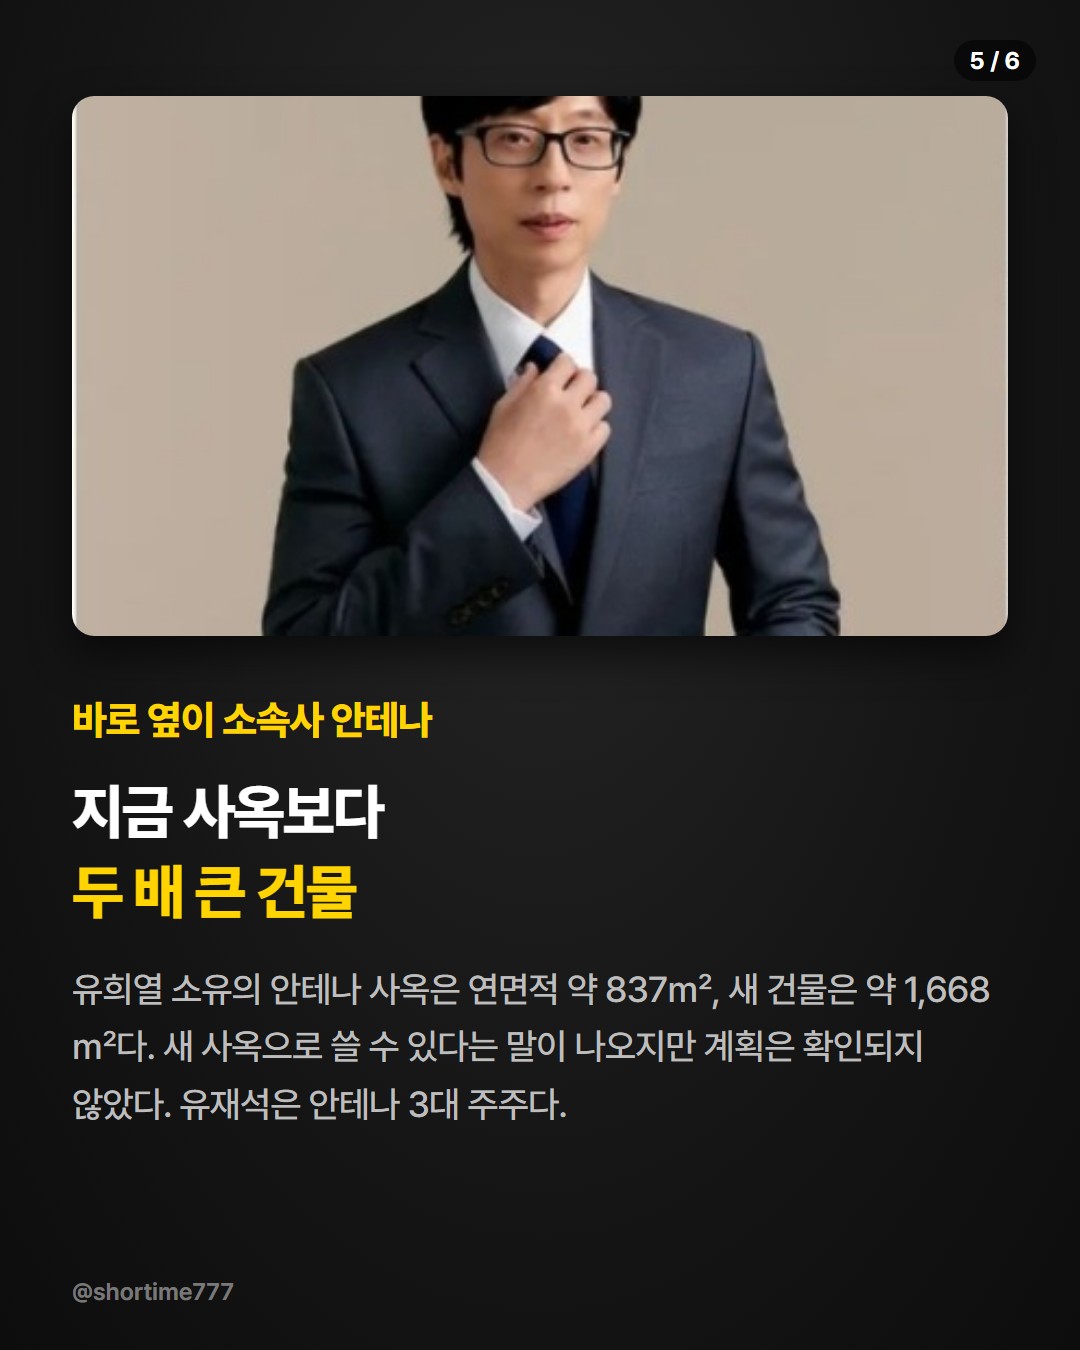 5 / 6
바로 옆이 소속사 안테나
지금 사옥보다
두 배 큰 건물
유희열 소유의 안테나 사옥은 연면적 약 837m², 새 건물은 약 1,668
m²다. 새 사옥으로 쓸 수 있다는 말이 나오지만 계획은 확인되지
않았다. 유재석은 안테나 3대 주주다.
@shortime777